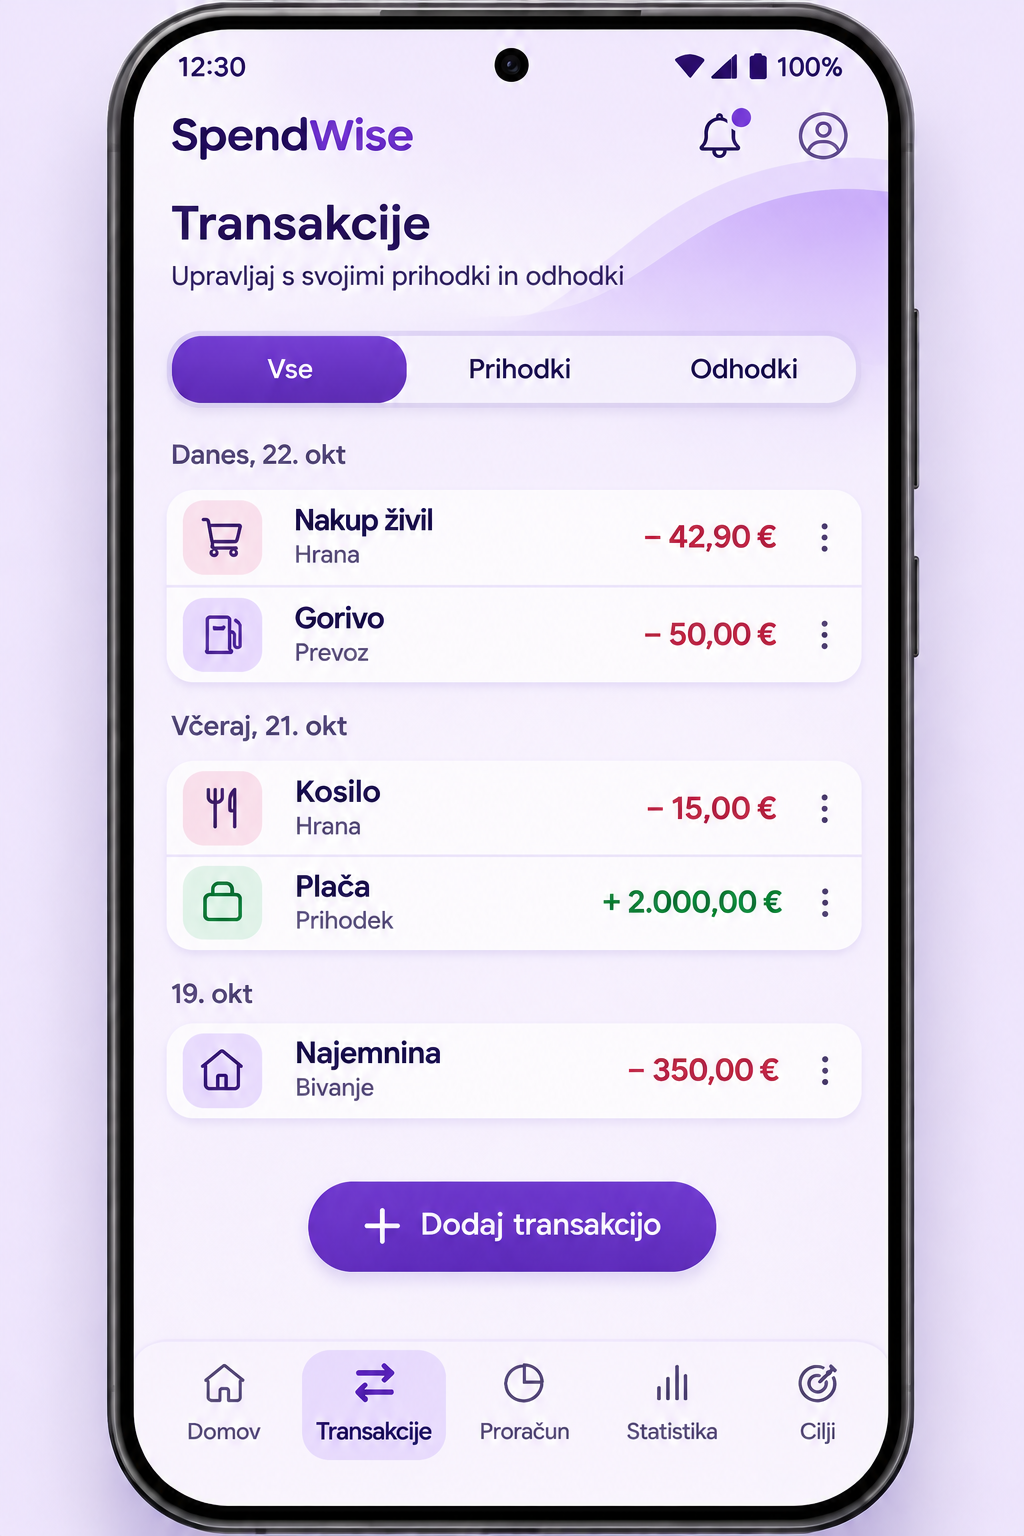 12:30
100%
SpendWise
Transakcije
Upravljaj s svojimi prihodki in odhodki
Vse
Prihodki
Odhodki
Danes, 22. okt
Nakup živil
Hrana
– 42,90 €
Gorivo
Prevoz
– 50,00 €
Včeraj, 21. okt
Kosilo
Hrana
– 15,00 €
Plača
Prihodek
+ 2.000,00 €
19. okt
Najemnina
Bivanje
– 350,00 €
Dodaj transakcijo
Domov
Transakcije
Proračun
Statistika
Cilji